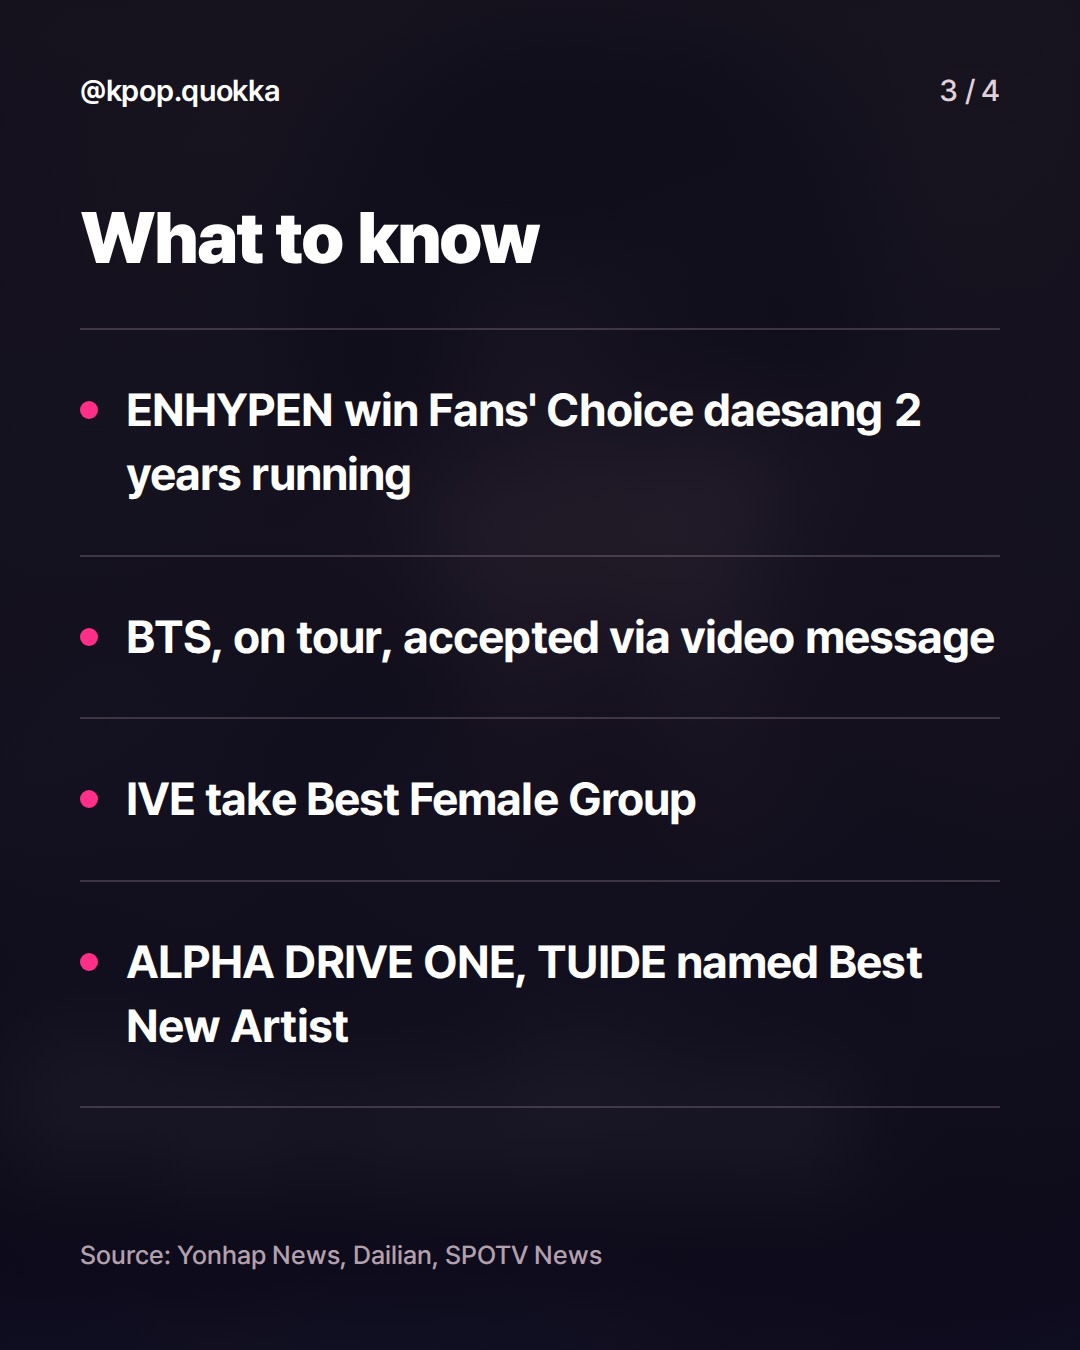 @kpop.quokka
3 / 4
What to know
ENHYPEN win Fans' Choice daesang 2
years running
BTS, on tour, accepted via video message
IVE take Best Female Group
ALPHA DRIVE ONE, TUIDE named Best
New Artist
Source: Yonhap News, Dailian, SPOTV News